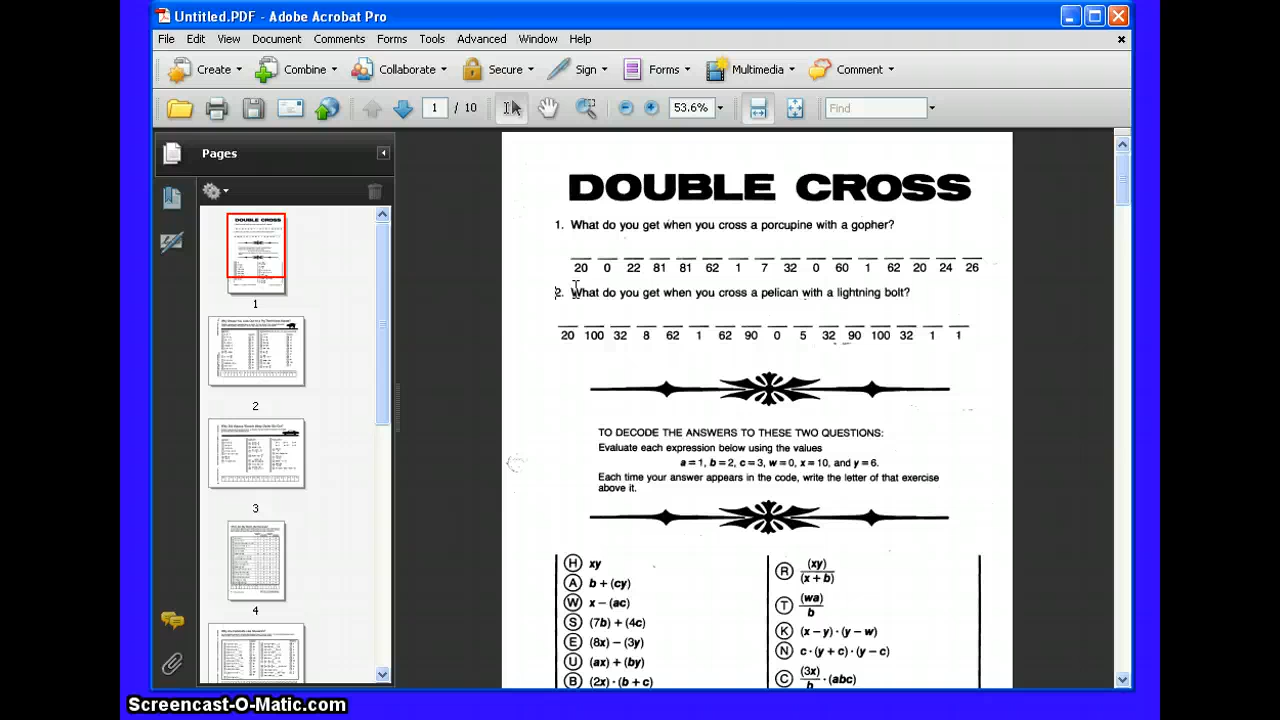 Untitled.PDF - Adobe Acrobat Pro
File Edit View Document Comments Forms Tools Advanced Window Help
Create Combine Collaborate Secure Sign Forms Multimedia Comment
1 / 10 53.6% Find
Pages
1
2
3
4
DOUBLE CROSS
DOUBLE CROSS
1. What do you get when you cross a porcupine with a gopher?
20 0 22 81 81 62 1 7 32 0 60 1 62 20 24 26
2. What do you get when you cross a pelican with a lightning bolt?
20 100 32 8 62 1 62 90 0 5 32 90 100 32 1 1
TO DECODE THE ANSWERS TO THESE TWO QUESTIONS:
Evaluate each expression below using the values
a = 1, b = 2, c = 3, w = 0, x = 10, and y = 6.
Each time your answer appears in the code, write the letter of that exercise
above it.
H xy
A b + (cy)
W x − (ac)
S (7b) + (4c)
E (8x) − (3y)
U (ax) + (by)
B (2x) · (b + c)
R (xy) / (x + b)
T (wa) / b
K (x − y) · (y − w)
N c · (y + c) · (y − c)
C (3x) / b · (abc)
Screencast-O-Matic.com